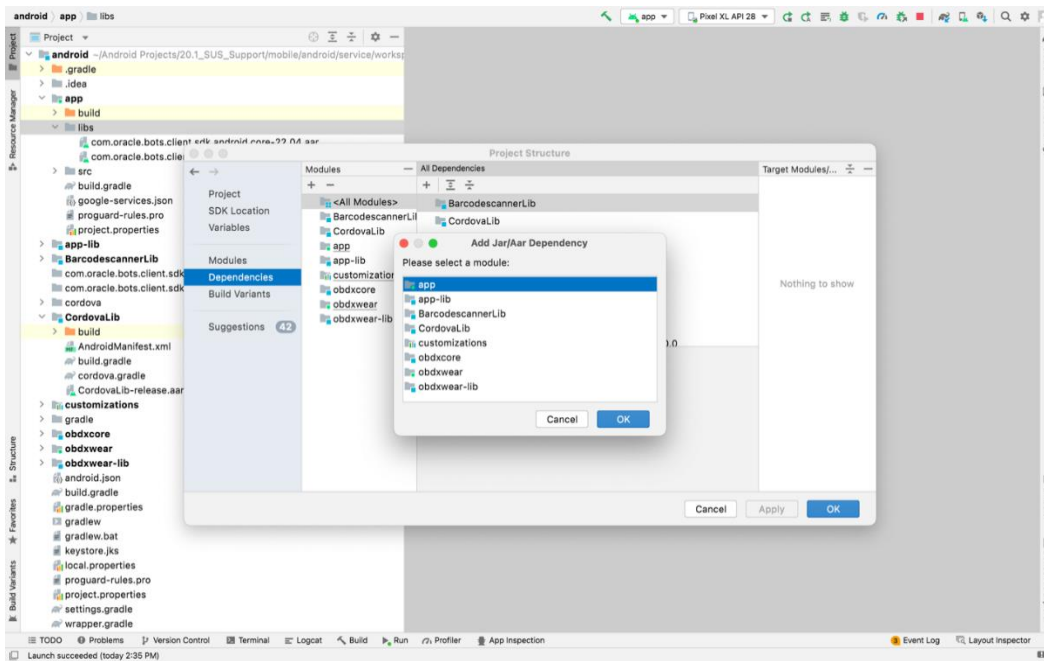 android
app
libs
app
Pixel XL API 28
Project
Project
android ~/Android Projects/20.1_SUS_Support/mobile/android/service/worksp
.gradle
.idea
app
build
libs
com.oracle.bots.client.sdk.android.core-22.04.aar
com.oracle.bots.clie
src
build.gradle
google-services.json
proguard-rules.pro
project.properties
app-lib
BarcodescannerLib
com.oracle.bots.client.sdk
com.oracle.bots.client.sdk
cordova
CordovaLib
build
AndroidManifest.xml
build.gradle
cordova.gradle
CordovaLib-release.aar
customizations
gradle
obdxcore
obdxwear
obdxwear-lib
android.json
build.gradle
gradle.properties
gradlew
gradlew.bat
keystore.jks
local.properties
proguard-rules.pro
project.properties
settings.gradle
wrapper.gradle
Resource Manager
Structure
Favorites
Build Variants
Project Structure
Project
SDK Location
Variables
Modules
Dependencies
Build Variants
Suggestions 42
Modules
<All Modules>
BarcodescannerLi
CordovaLib
app
app-lib
customization
obdxcore
obdxwear
obdxwear-lib
All Dependencies
BarcodescannerLib
CordovaLib
0.0
Target Modules/...
Nothing to show
Add Jar/Aar Dependency
Please select a module:
app
app-lib
BarcodescannerLib
CordovaLib
customizations
obdxcore
obdxwear
obdxwear-lib
Cancel
OK
Cancel
Apply
OK
TODO
Problems
Version Control
Terminal
Logcat
Build
Run
Profiler
App Inspection
3 Event Log
Layout Inspector
Launch succeeded (today 2:35 PM)